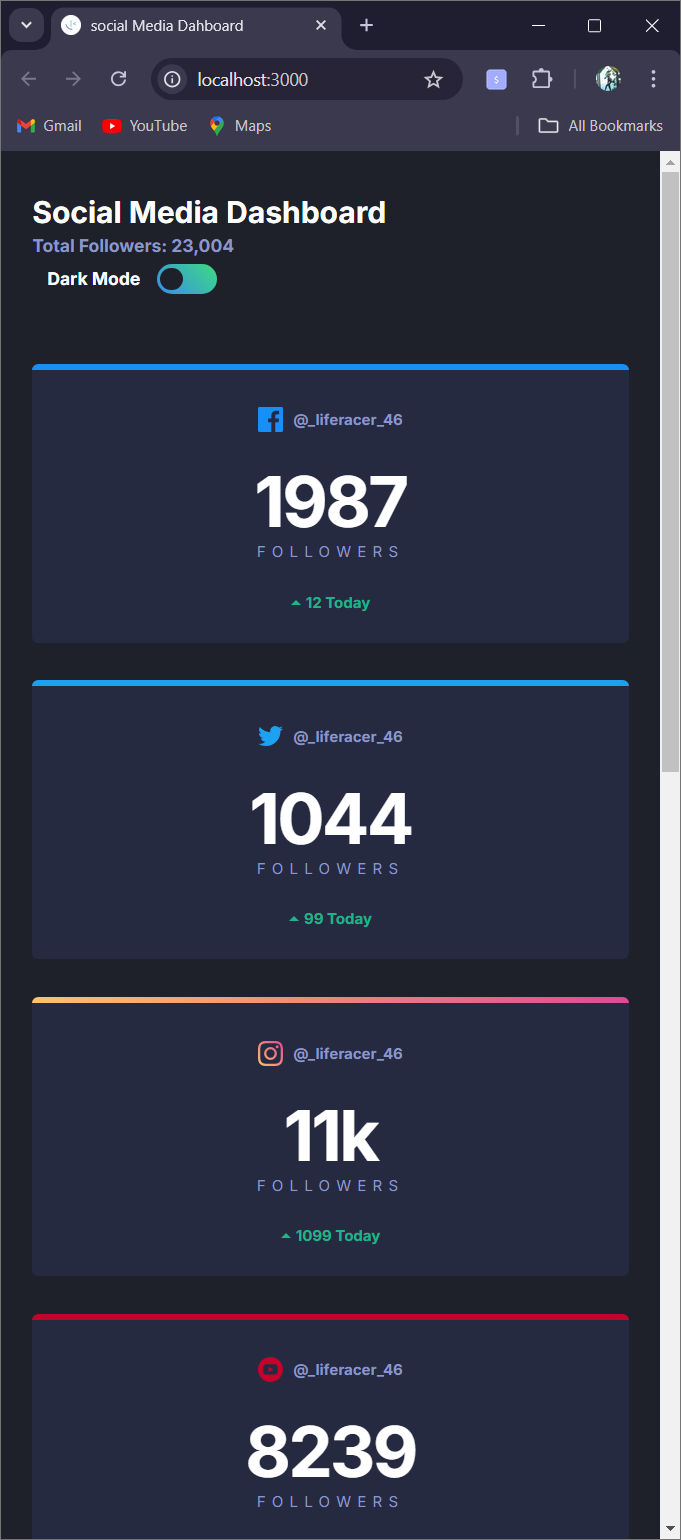 social Media Dahboard
localhost:3000
$
Gmail YouTube Maps All Bookmarks
Social Media Dashboard
Total Followers: 23,004
Dark Mode
@_liferacer_46
1987
FOLLOWERS
12 Today
@_liferacer_46
1044
FOLLOWERS
99 Today
@_liferacer_46
11k
FOLLOWERS
1099 Today
@_liferacer_46
8239
FOLLOWERS